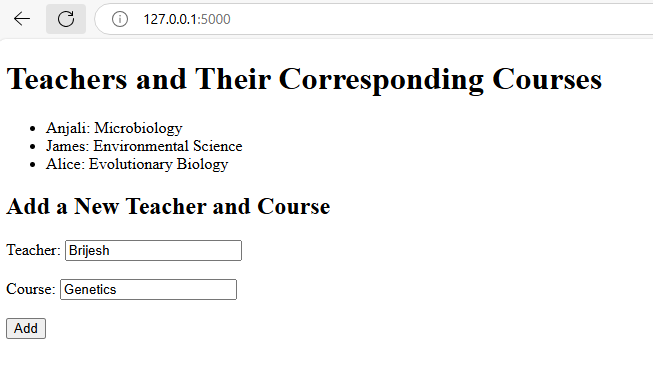 127.0.0.1:5000
Teachers and Their Corresponding Courses
Anjali: Microbiology
James: Environmental Science
Alice: Evolutionary Biology
Add a New Teacher and Course
Teacher: Brijesh
Course: Genetics
Add